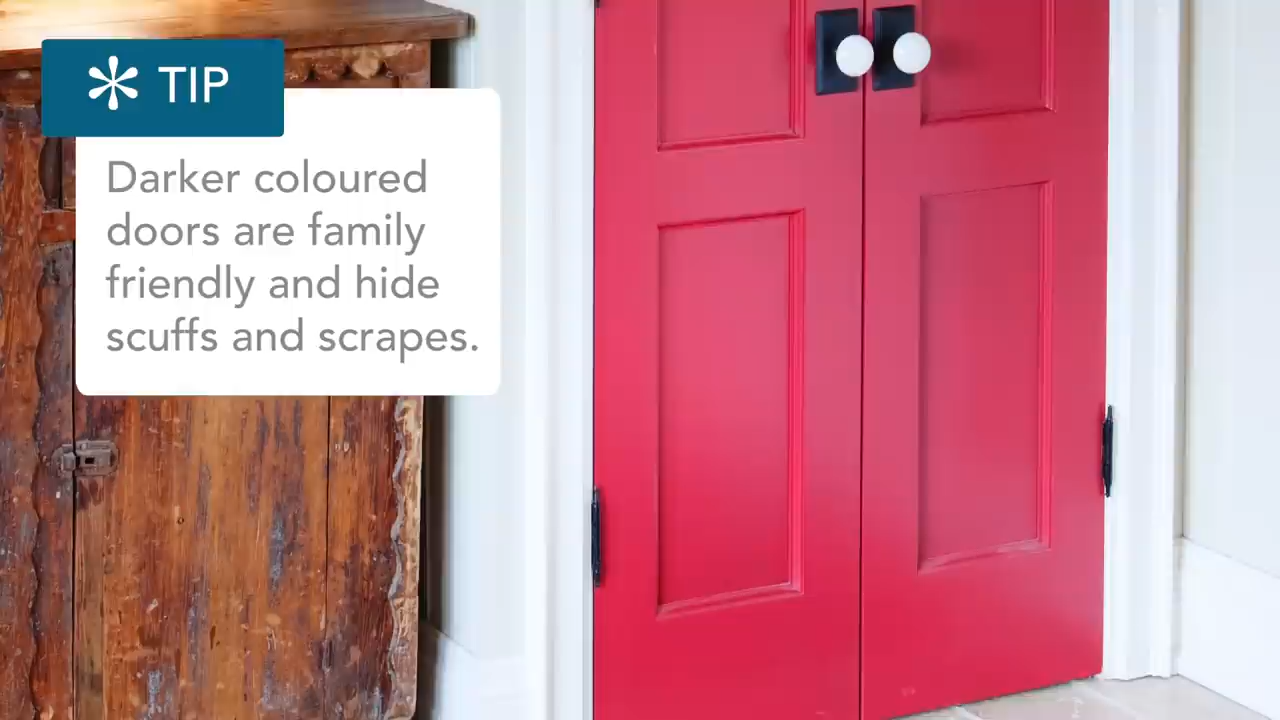 TIP
Darker coloured
doors are family
friendly and hide
scuffs and scrapes.